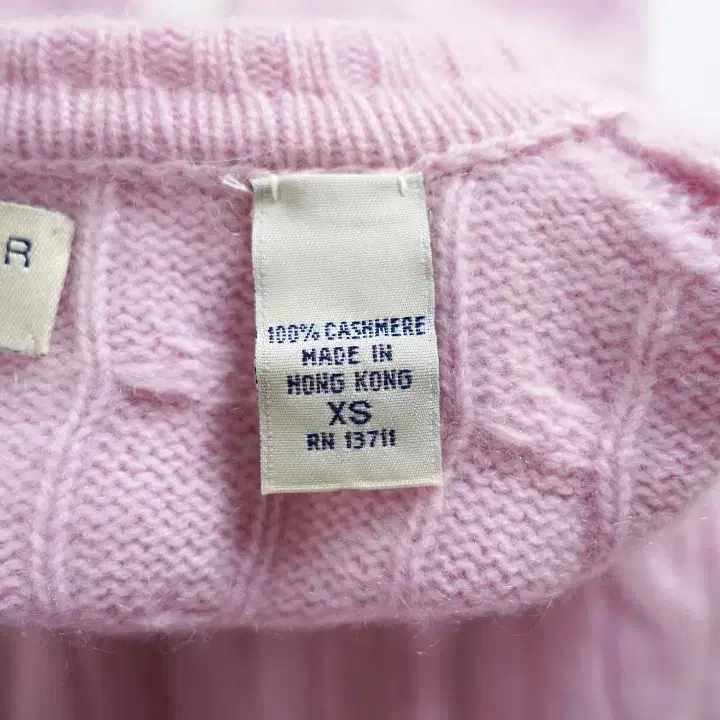 R
100% CASHMERE
MADE IN
HONG KONG
XS
RN 13711